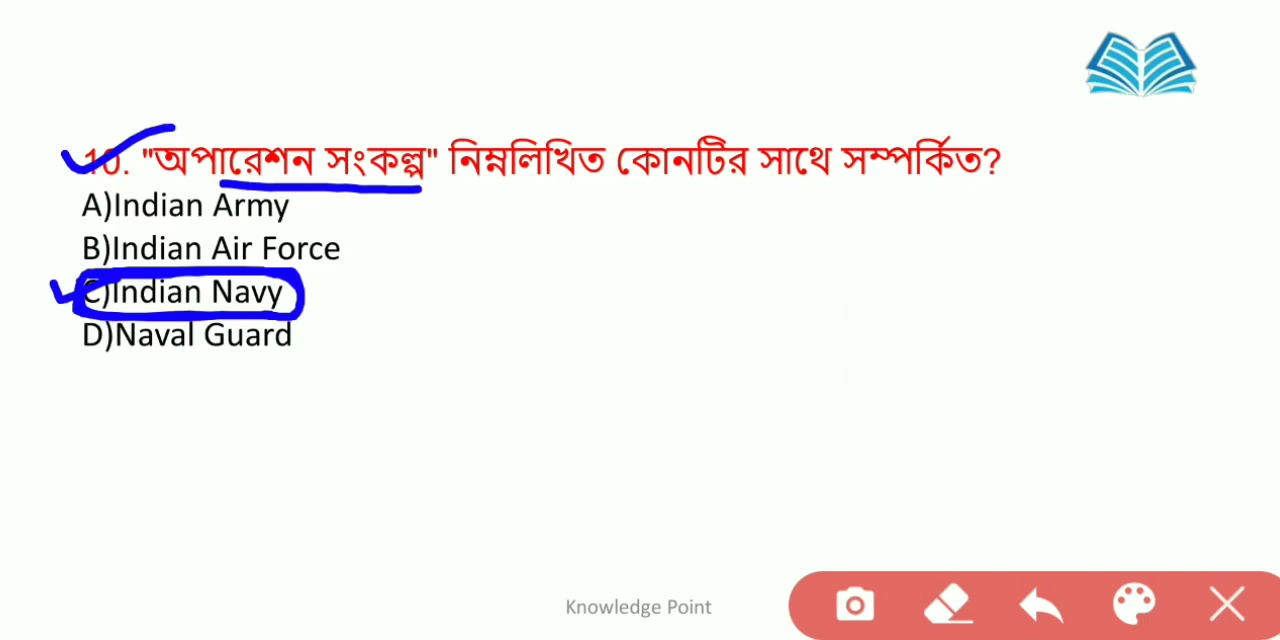 10. "অপারেশন সংকল্প" নিম্নলিখিত কোনটির সাথে সম্পর্কিত?
A)Indian Army
B)Indian Air Force
C)Indian Navy
D)Naval Guard
Knowledge Point